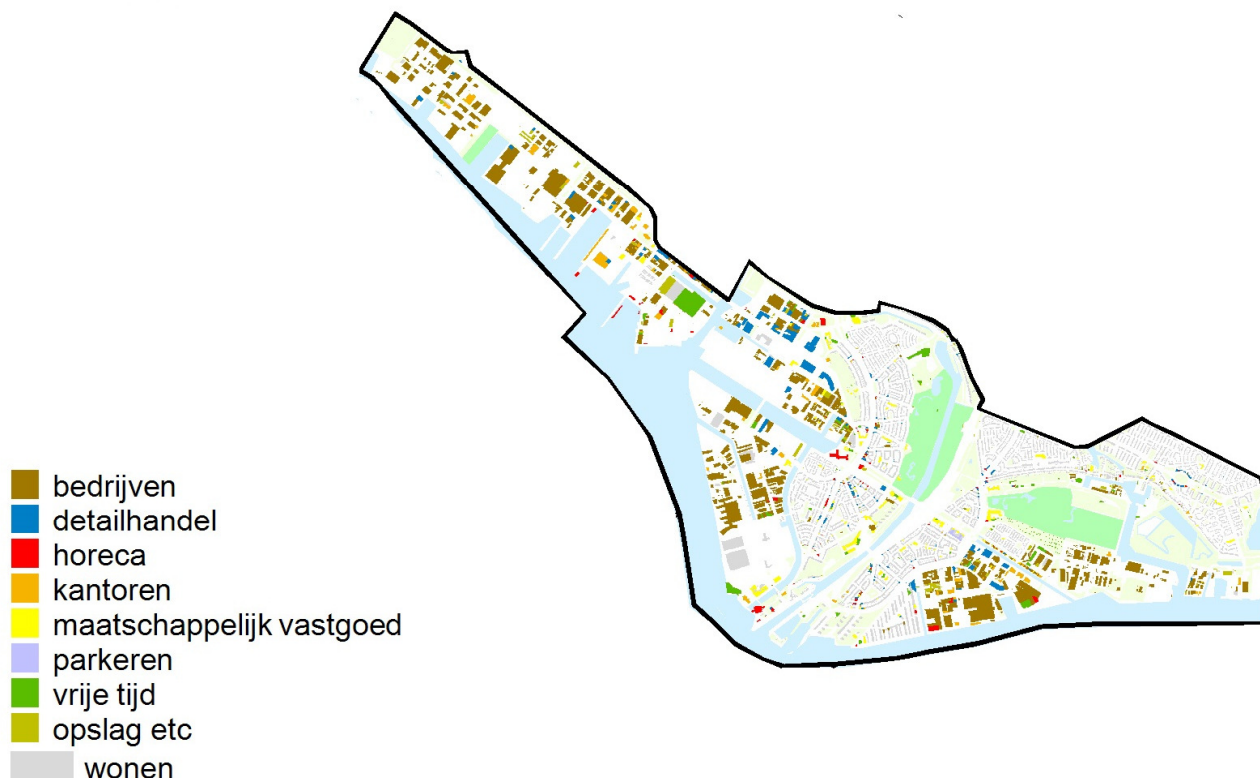 bedrijven
detailhandel
horeca
kantoren
maatschappelijk vastgoed
parkeren
vrije tijd
opslag etc
wonen